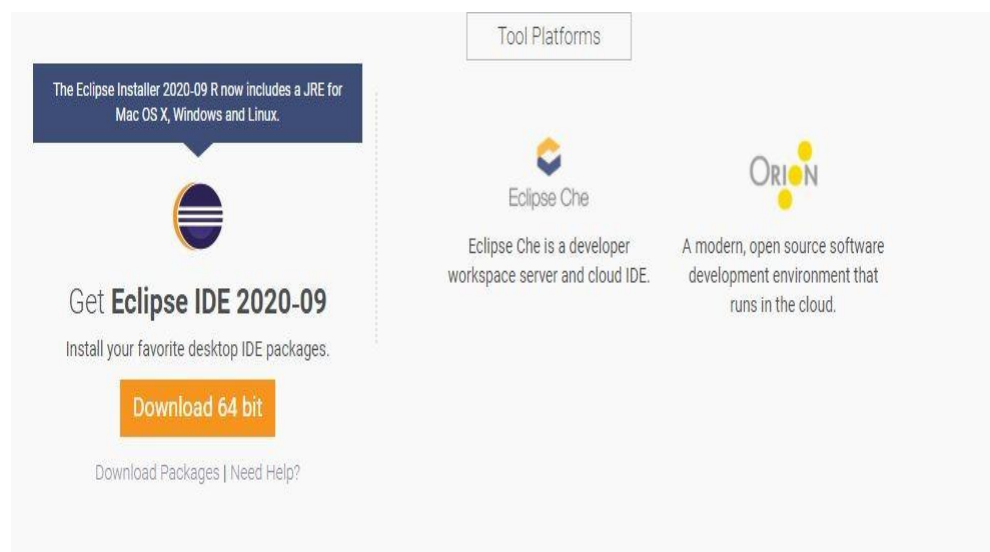 Tool Platforms
The Eclipse Installer 2020-09 R now includes a JRE for
Mac OS X, Windows and Linux.
Get Eclipse IDE 2020-09
Install your favorite desktop IDE packages.
Download 64 bit
Download Packages | Need Help?
Eclipse Che
Eclipse Che is a developer
workspace server and cloud IDE.
ORION
A modern, open source software
development environment that
runs in the cloud.